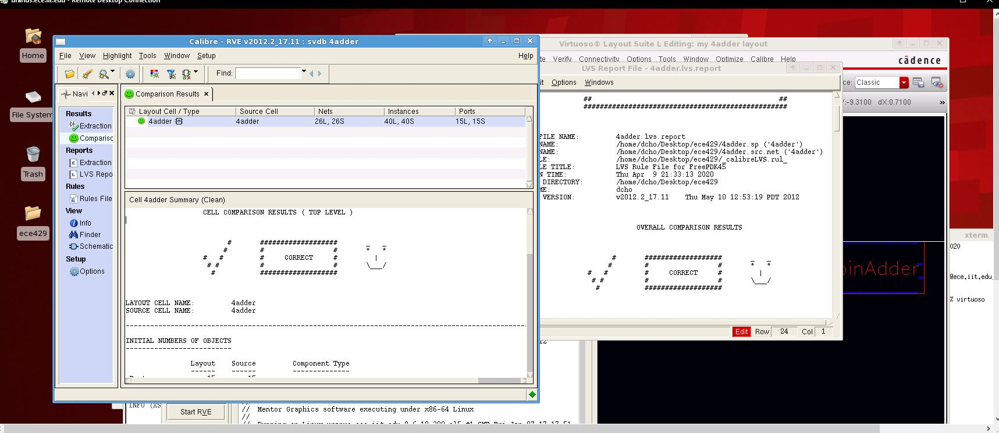 uranus.ece.iit.edu - Remote Desktop Connection
Home
File System
Trash
ece429
Calibre - RVE v2012.2_17.11 : svdb 4adder
File View Highlight Tools Window Setup Help
Find:
Navi
Results
Extraction
Comparisc
Reports
Extraction
LVS Repo
Rules
Rules File
View
Info
Finder
Schematic
Setup
Options
Comparison Results
Layout Cell / Type Source Cell Nets Instances Ports
4adder 4adder 26L, 26S 40L, 40S 15L, 15S
Cell 4adder Summary (Clean)
CELL COMPARISON RESULTS ( TOP LEVEL )
# ################### _ _
# # # * *
# # # CORRECT # |
# # # # \___/
# ###################
LAYOUT CELL NAME: 4adder
SOURCE CELL NAME: 4adder
--------------------------------------------------------------------------------
INITIAL NUMBERS OF OBJECTS
--------------------------
Layout Source Component Type
------ ------ --------------
15 15
Virtuoso® Layout Suite L Editing: my 4adder layout
te Verify Connectivity Options Tools Window Optimize Calibre Help
cādence
ce: Classic
Y:-9.3100 dX:0.7100 »
LVS Report File - 4adder.lvs.report
it Options Windows
## ##
##################################################
FILE NAME: 4adder.lvs.report
NAME: /home/dcho/Desktop/ece429/4adder.sp ('4adder')
NAME: /home/dcho/Desktop/ece429/4adder.src.net ('4adder')
LE: /home/dcho/Desktop/ece429/_calibreLVS.rul_
LE TITLE: LVS Rule File for FreePDK45
N TIME: Thu Apr 9 21:33:13 2020
DIRECTORY: /home/dcho/Desktop/ece429
ME: dcho
VERSION: v2012.2_17.11 Thu May 10 12:53:19 PDT 2012
OVERALL COMPARISON RESULTS
# ################### _ _
# # # * *
# # # CORRECT # |
# # # # \___/
# ###################
Edit Row 24 Col 1
12
xterm
020
@ece.iit.edu
% virtuoso
pinAdder
INFO (XS
Start RVE
//
// Mentor Graphics software executing under x86-64 Linux
//